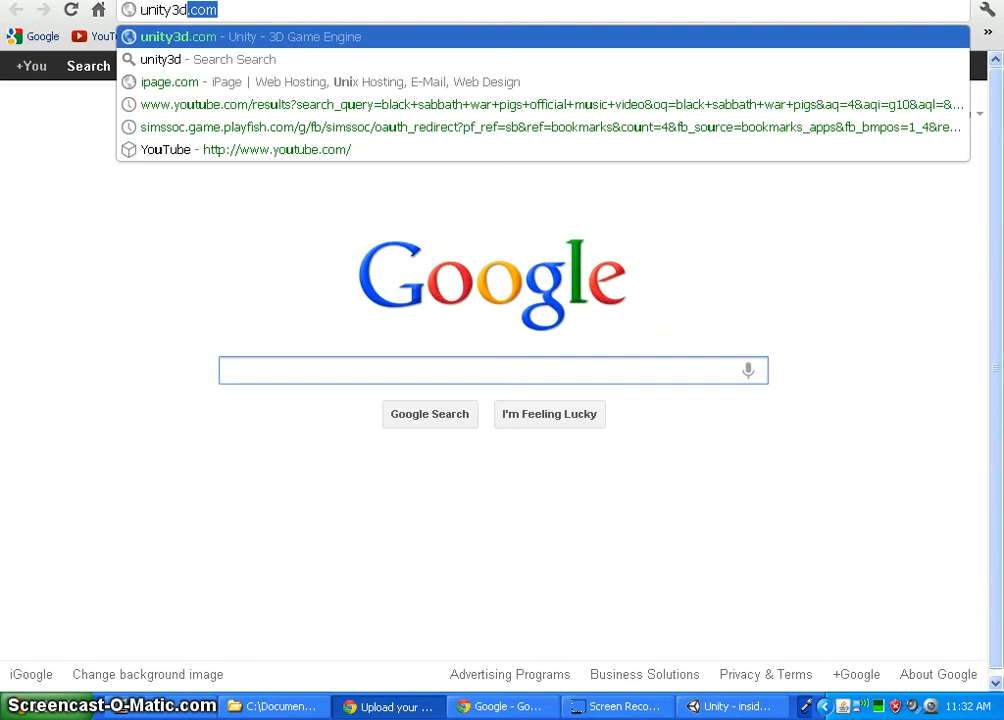 unity3d.com
Google YouT
unity3d.com - Unity - 3D Game Engine
unity3d - Search Search
ipage.com - iPage | Web Hosting, Unix Hosting, E-Mail, Web Design
www.youtube.com/results?search_query=black+sabbath+war+pigs+official+music+video&oq=black+sabbath+war+pigs&aq=4&aqi=g10&aql=&...
simssoc.game.playfish.com/g/fb/simssoc/oauth_redirect?pf_ref=sb&ref=bookmarks&count=4&fb_source=bookmarks_apps&fb_bmpos=1_4&re...
YouTube - http://www.youtube.com/
+You Search
Google
Google Search I'm Feeling Lucky
iGoogle Change background image Advertising Programs Business Solutions Privacy & Terms +Google About Google
Screencast-O-Matic.com C:\Documen... Upload your ... Google - Go... Screen Reco... Unity - insid... 11:32 AM